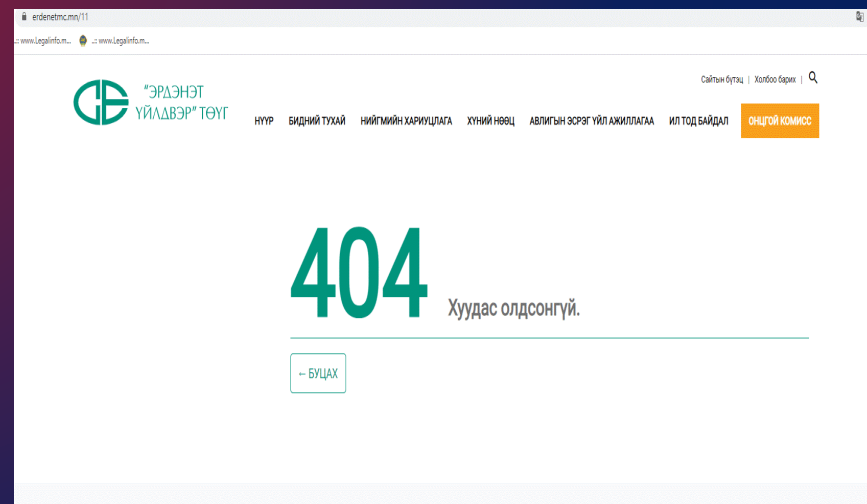 erdenetmc.mn/11
..:: www.Legalinfo.m... ..:: www.Legalinfo.m...
Сайтын бүтэц | Холбоо барих |
"ЭРДЭНЭТ
ҮЙЛДВЭР" ТӨҮГ
НҮҮР БИДНИЙ ТУХАЙ НИЙГМИЙН ХАРИУЦЛАГА ХҮНИЙ НӨӨЦ АВЛИГЫН ЭСРЭГ ҮЙЛ АЖИЛЛАГАА ИЛ ТОД БАЙДАЛ ОНЦГОЙ КОМИСС
404 Хуудас олдсонгүй.
← БУЦАХ